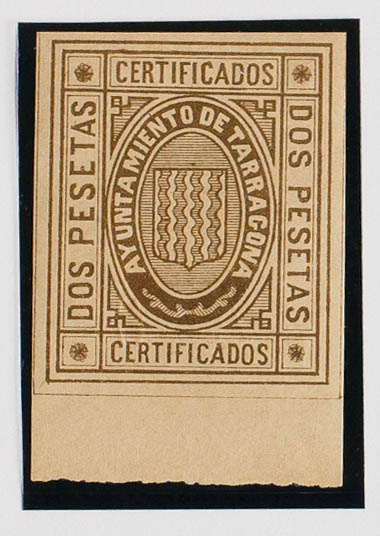 CERTIFICADOS
DOS PESETAS
AYUNTAMIENTO DE TARRAGONA
DOS PESETAS
CERTIFICADOS